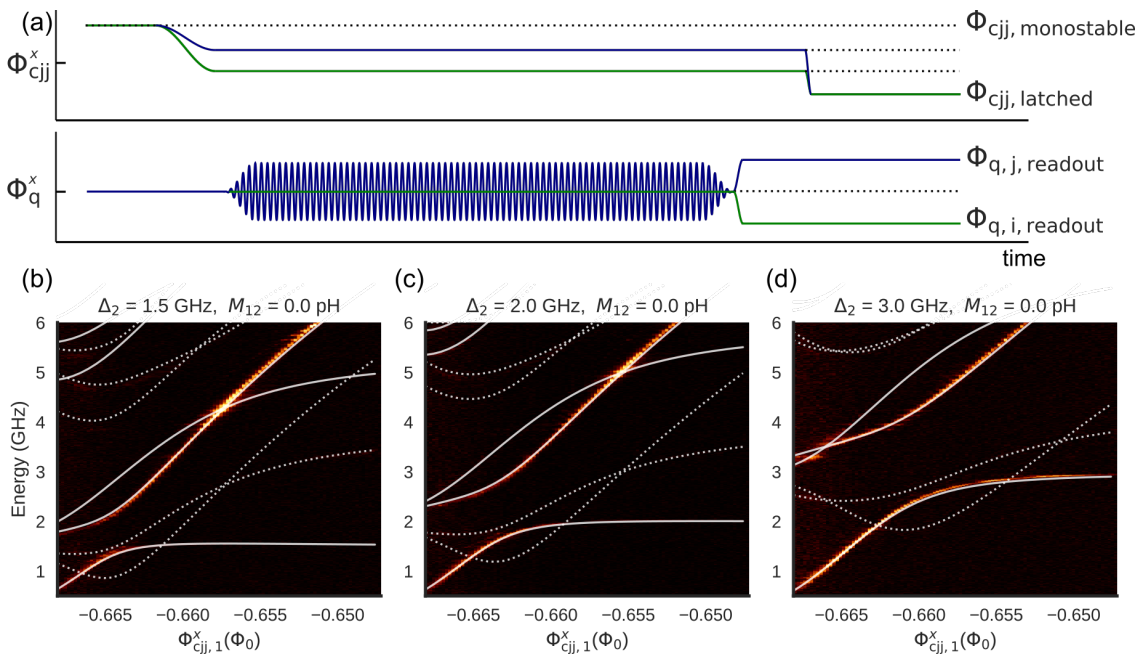 (a)
Φ^x_cjj
Φ_cjj, monostable
Φ_cjj, latched
Φ^x_q
Φ_q, j, readout
Φ_q, i, readout
time
(b)
Δ_2 = 1.5 GHz, M_12 = 0.0 pH
(c)
Δ_2 = 2.0 GHz, M_12 = 0.0 pH
(d)
Δ_2 = 3.0 GHz, M_12 = 0.0 pH
Energy (GHz)
6
5
4
3
2
1
−0.665 −0.660 −0.655 −0.650
Φ^x_cjj, 1(Φ_0)
6
5
4
3
2
1
−0.665 −0.660 −0.655 −0.650
Φ^x_cjj, 1(Φ_0)
6
5
4
3
2
1
−0.665 −0.660 −0.655 −0.650
Φ^x_cjj, 1(Φ_0)